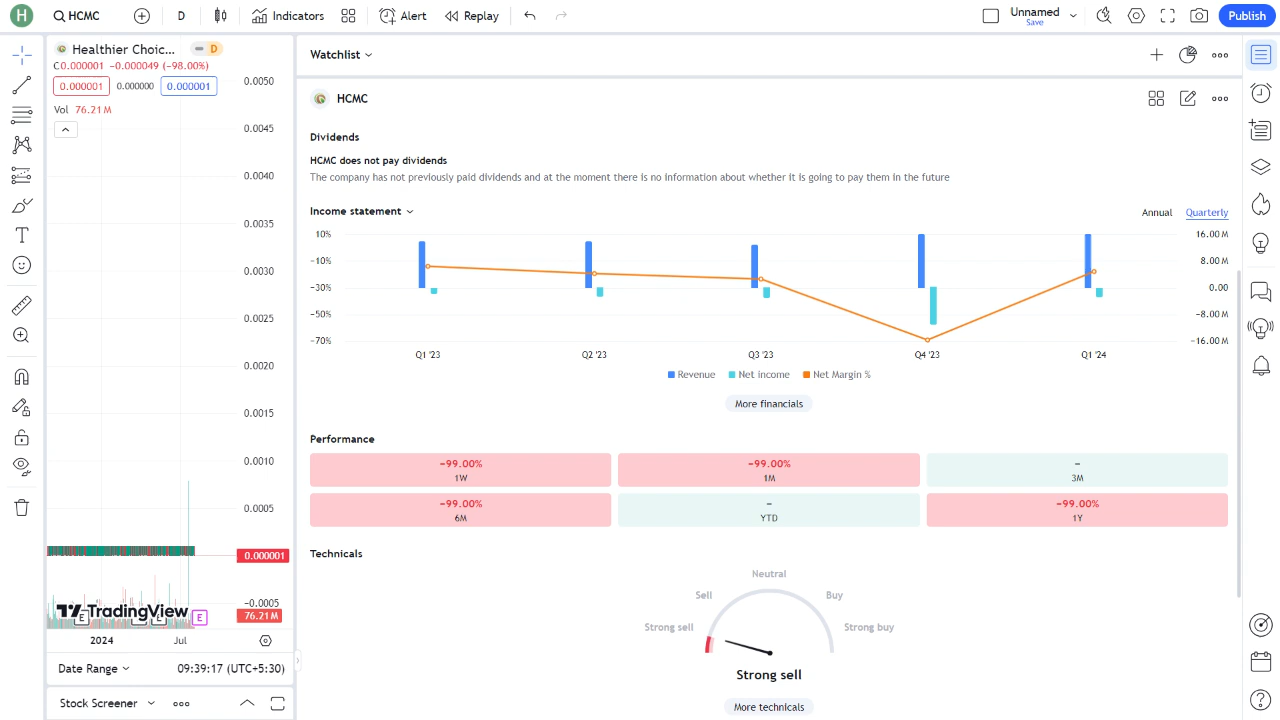 H
HCMC
D
Indicators
Alert
Replay
Unnamed
Save
Publish
Healthier Choic...
D
C0.000001 −0.000049 (−98.00%)
0.000001
0.000000
0.000001
Vol 76.21 M
0.0050
0.0045
0.0040
0.0035
0.0030
0.0025
0.0020
0.0015
0.0010
0.0005
0.000001
−0.0005
76.21 M
TradingView
E
E
E
2024
Jul
Date Range
09:39:17 (UTC+5:30)
Stock Screener
Watchlist
HCMC
Dividends
HCMC does not pay dividends
The company has not previously paid dividends and at the moment there is no information about whether it is going to pay them in the future
Income statement
Annual
Quarterly
10%
−10%
−30%
−50%
−70%
16.00 M
8.00 M
0.00
−8.00 M
−16.00 M
Q1 '23
Q2 '23
Q3 '23
Q4 '23
Q1 '24
Revenue
Net income
Net Margin %
More financials
Performance
−99.00%
1W
−99.00%
1M
–
3M
−99.00%
6M
–
YTD
−99.00%
1Y
Technicals
Neutral
Sell
Buy
Strong sell
Strong buy
Strong sell
More technicals